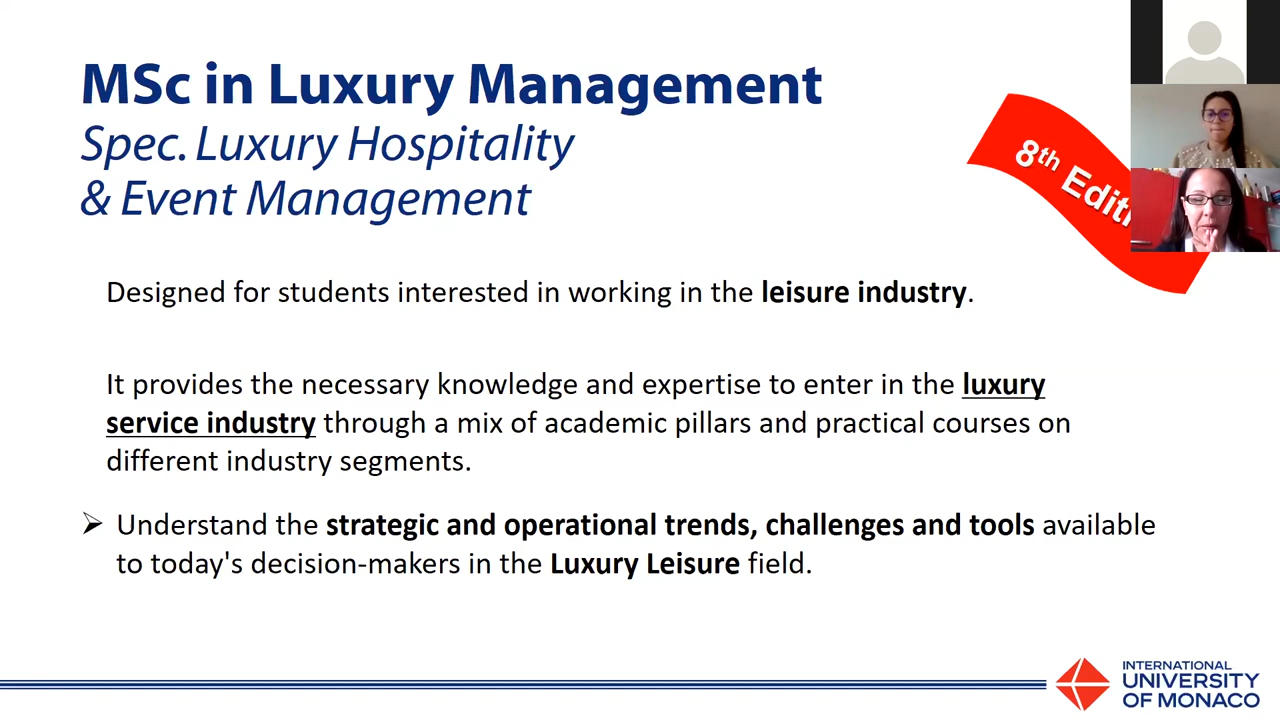 MSc in Luxury Management
Spec. Luxury Hospitality
& Event Management
8th
Designed for students interested in working in the leisure industry.
It provides the necessary knowledge and expertise to enter in the luxury
service industry through a mix of academic pillars and practical courses on
different industry segments.
➢ Understand the strategic and operational trends, challenges and tools available
to today's decision-makers in the Luxury Leisure field.
INTERNATIONAL
UNIVERSITY
OF MONACO